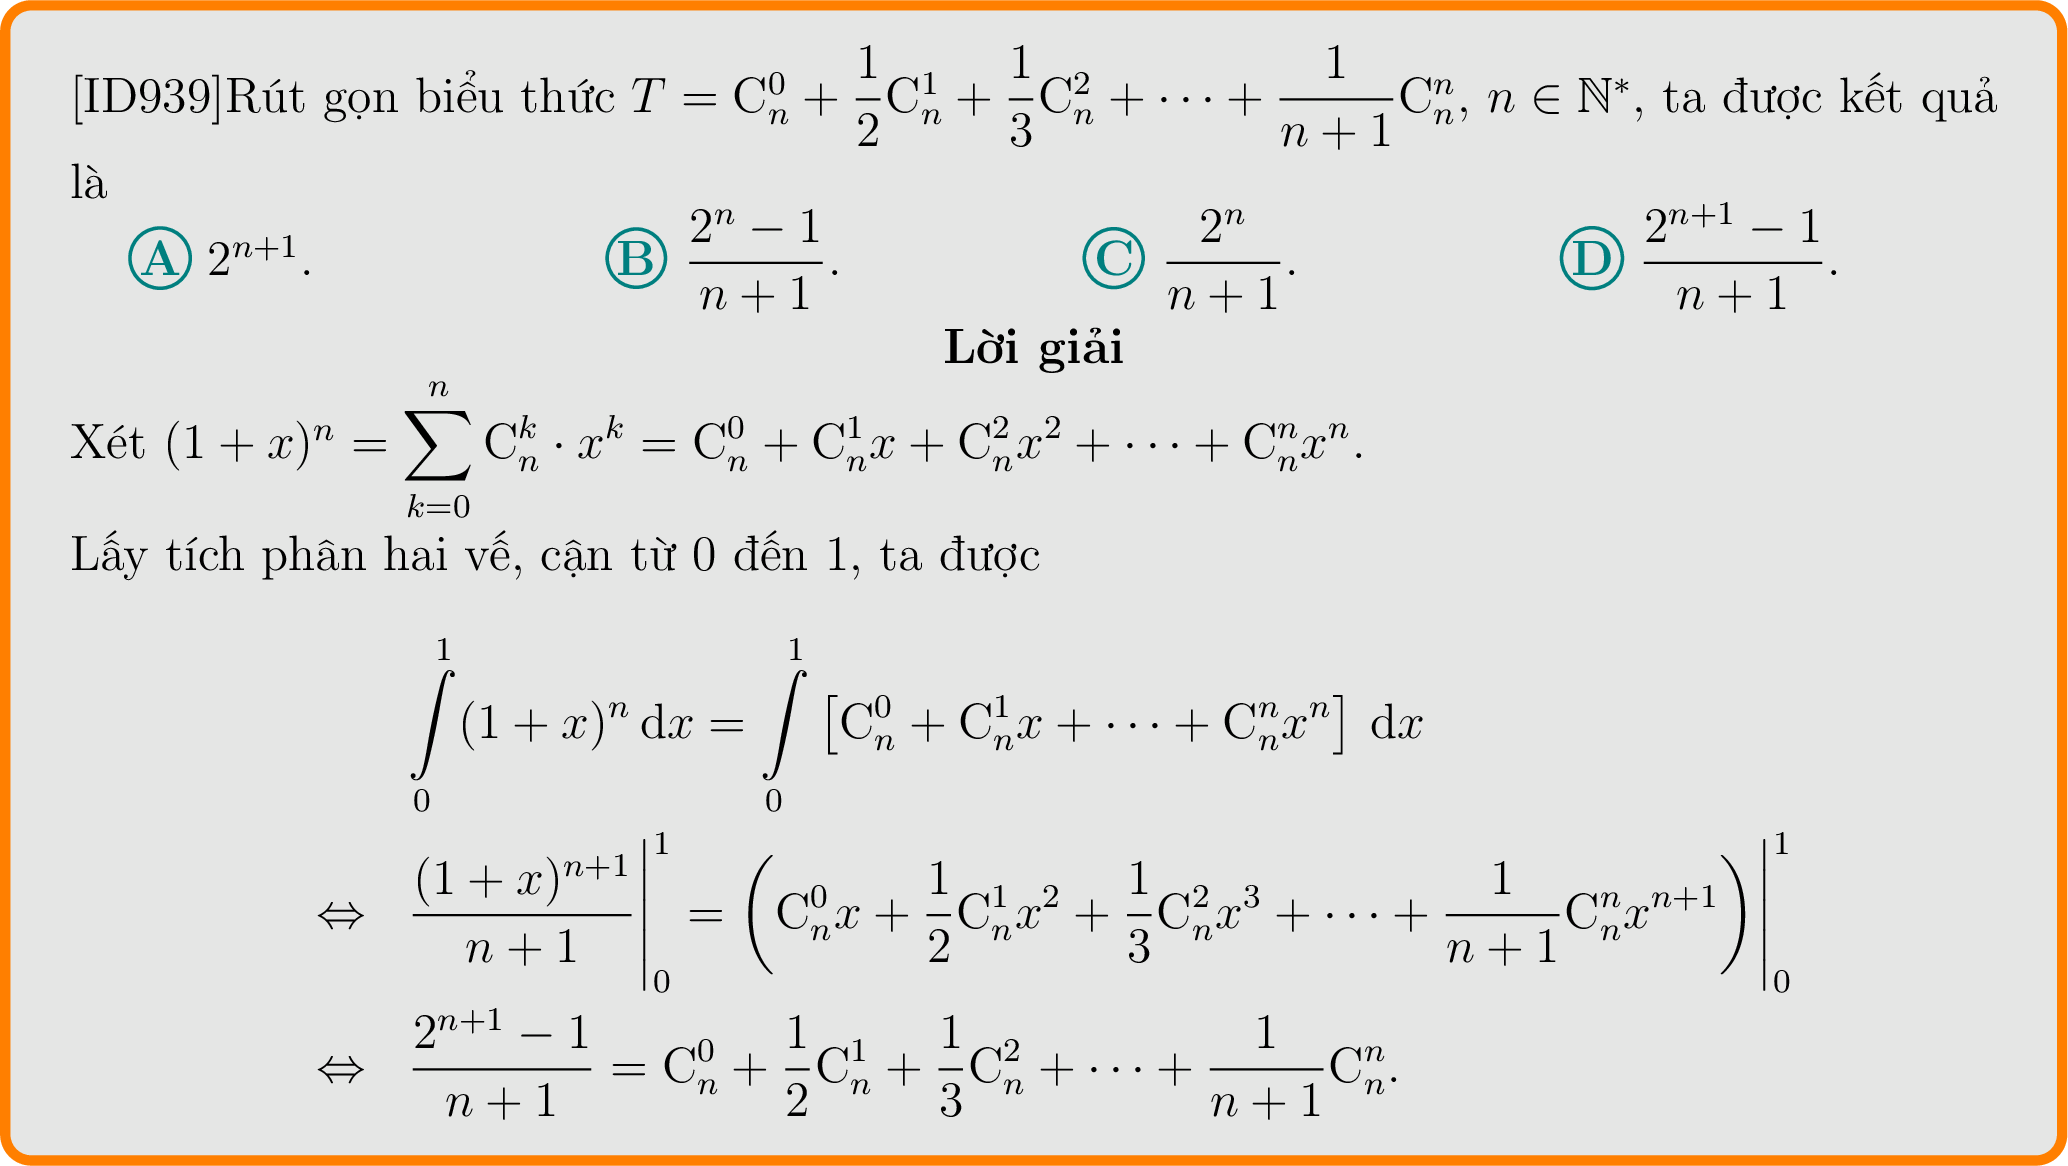 [ID939]Rút gọn biểu thức $T = \mathrm{C}_n^0 + \frac{1}{2}\mathrm{C}_n^1 + \frac{1}{3}\mathrm{C}_n^2 + \cdots + \frac{1}{n+1}\mathrm{C}_n^n$, $n \in \mathbb{N}^*$, ta được kết quả
là
A $2^{n+1}$. B $\frac{2^n - 1}{n+1}$. C $\frac{2^n}{n+1}$. D $\frac{2^{n+1} - 1}{n+1}$.
Lời giải
Xét $(1+x)^n = \sum_{k=0}^{n} \mathrm{C}_n^k \cdot x^k = \mathrm{C}_n^0 + \mathrm{C}_n^1 x + \mathrm{C}_n^2 x^2 + \cdots + \mathrm{C}_n^n x^n$.
Lấy tích phân hai vế, cận từ 0 đến 1, ta được
$\int\limits_0^1 (1+x)^n \, \mathrm{d}x = \int\limits_0^1 \left[\mathrm{C}_n^0 + \mathrm{C}_n^1 x + \cdots + \mathrm{C}_n^n x^n\right] \, \mathrm{d}x$
$\Leftrightarrow \left. \frac{(1+x)^{n+1}}{n+1} \right|_0^1 = \left. \left( \mathrm{C}_n^0 x + \frac{1}{2}\mathrm{C}_n^1 x^2 + \frac{1}{3}\mathrm{C}_n^2 x^3 + \cdots + \frac{1}{n+1}\mathrm{C}_n^n x^{n+1} \right) \right|_0^1$
$\Leftrightarrow \frac{2^{n+1} - 1}{n+1} = \mathrm{C}_n^0 + \frac{1}{2}\mathrm{C}_n^1 + \frac{1}{3}\mathrm{C}_n^2 + \cdots + \frac{1}{n+1}\mathrm{C}_n^n$.